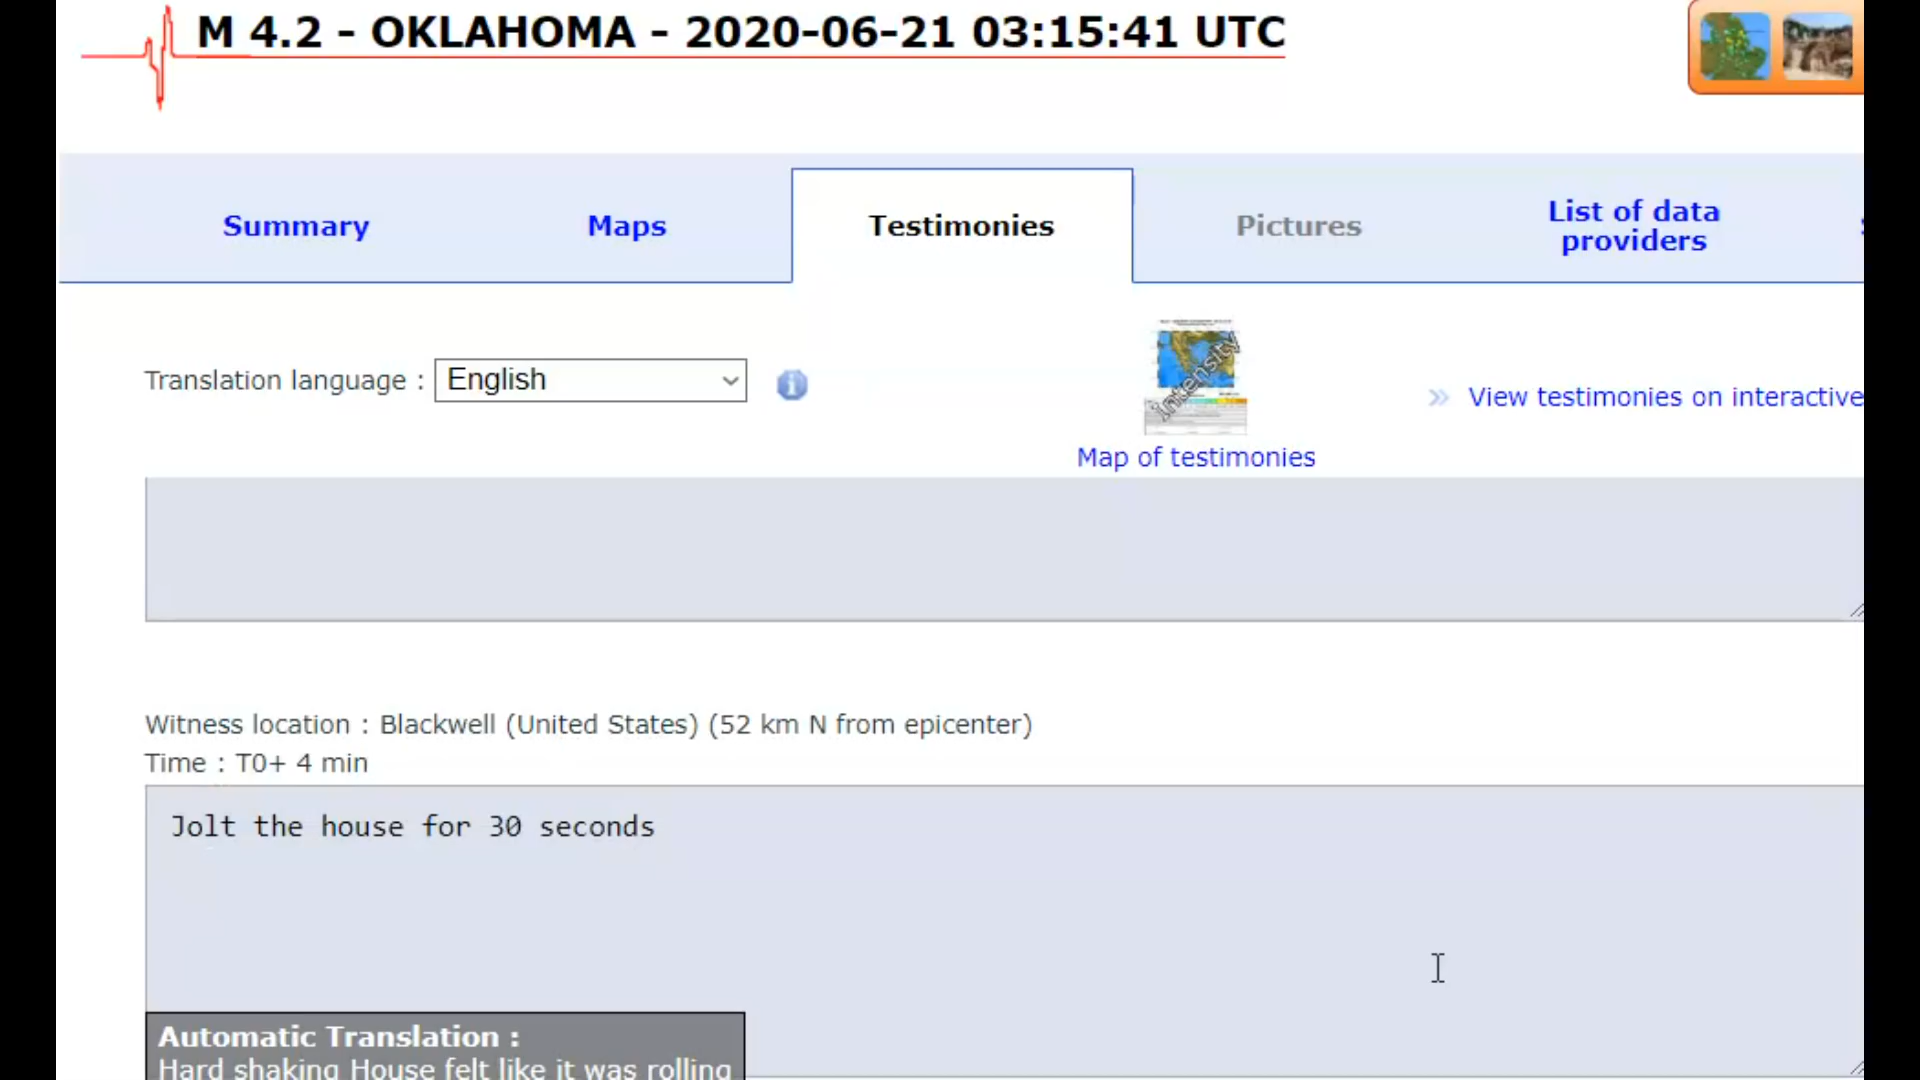 M 4.2 - OKLAHOMA - 2020-06-21 03:15:41 UTC
Summary
Maps
Testimonies
Pictures
List of data
providers
Translation language :
English
intensity
Map of testimonies
View testimonies on interactive
Witness location : Blackwell (United States) (52 km N from epicenter)
Time : T0+ 4 min
Jolt the house for 30 seconds
Automatic Translation :
Hard shaking House felt like it was rolling